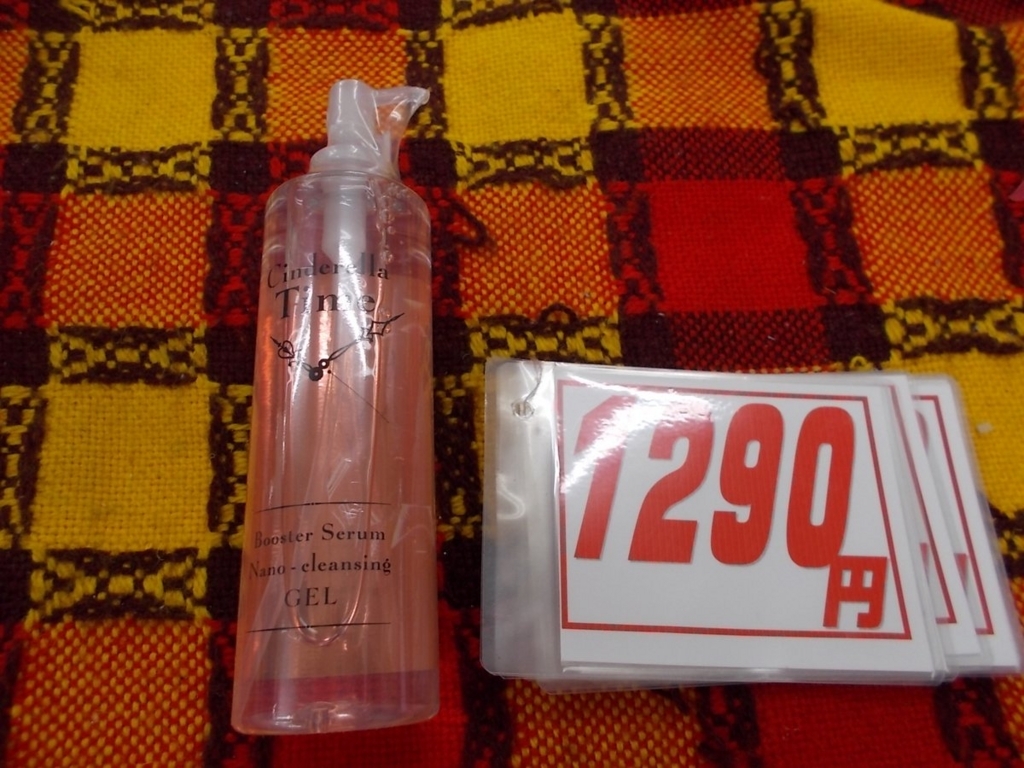 Cinderella
Time
Booster Serum
Nano-cleansing
GEL
1290
円